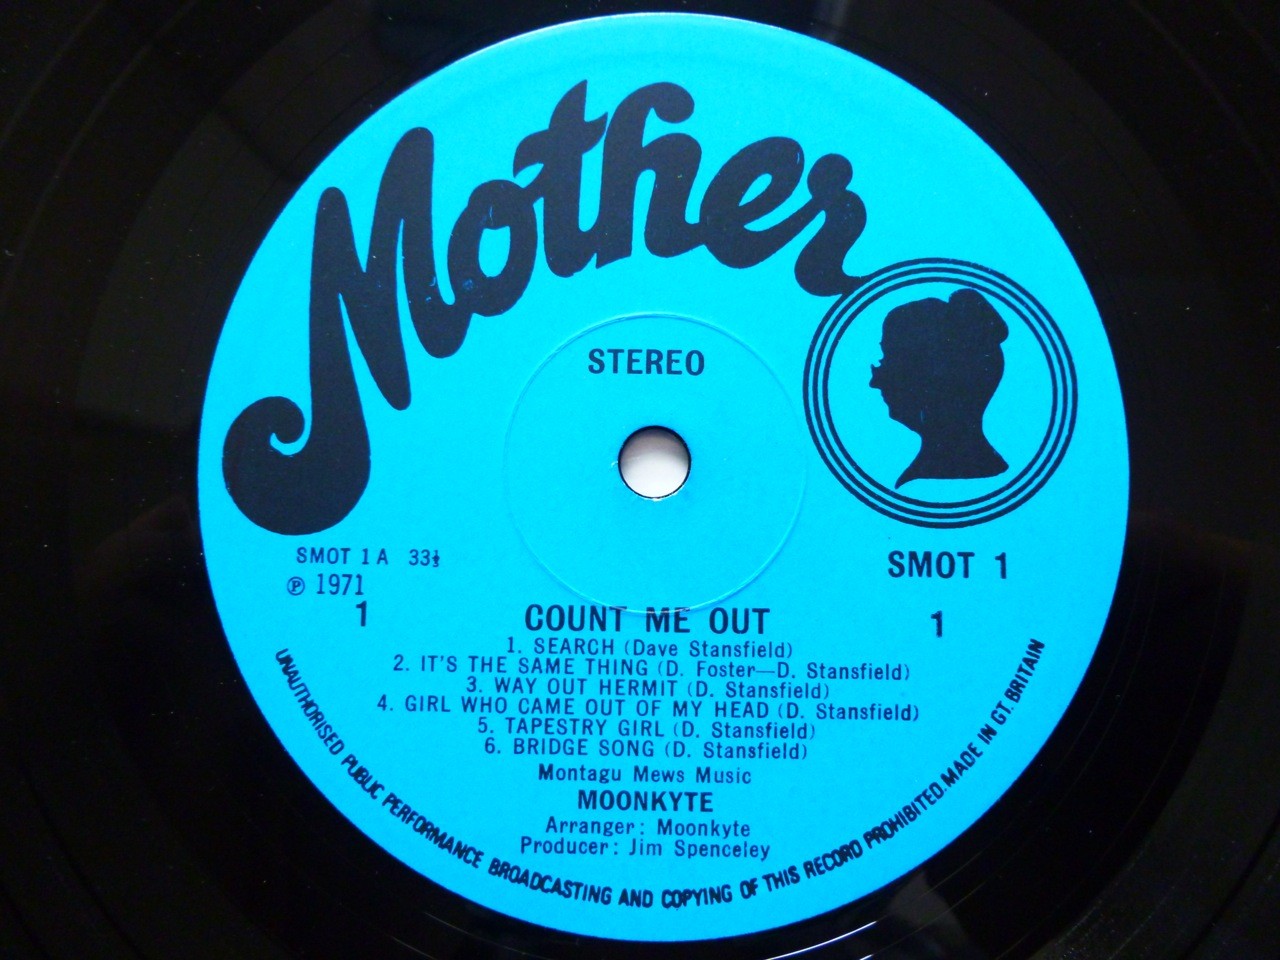 Mother
STEREO
SMOT 1 A 33⅓
℗ 1971
1
SMOT 1
1
COUNT ME OUT
1. SEARCH (Dave Stansfield)
2. IT'S THE SAME THING (D. Foster—D. Stansfield)
3. WAY OUT HERMIT (D. Stansfield)
4. GIRL WHO CAME OUT OF MY HEAD (D. Stansfield)
5. TAPESTRY GIRL (D. Stansfield)
6. BRIDGE SONG (D. Stansfield)
Montagu Mews Music
MOONKYTE
Arranger: Moonkyte
Producer: Jim Spenceley
UNAUTHORISED PUBLIC PERFORMANCE BROADCASTING AND COPYING OF THIS RECORD PROHIBITED. MADE IN GT. BRITAIN